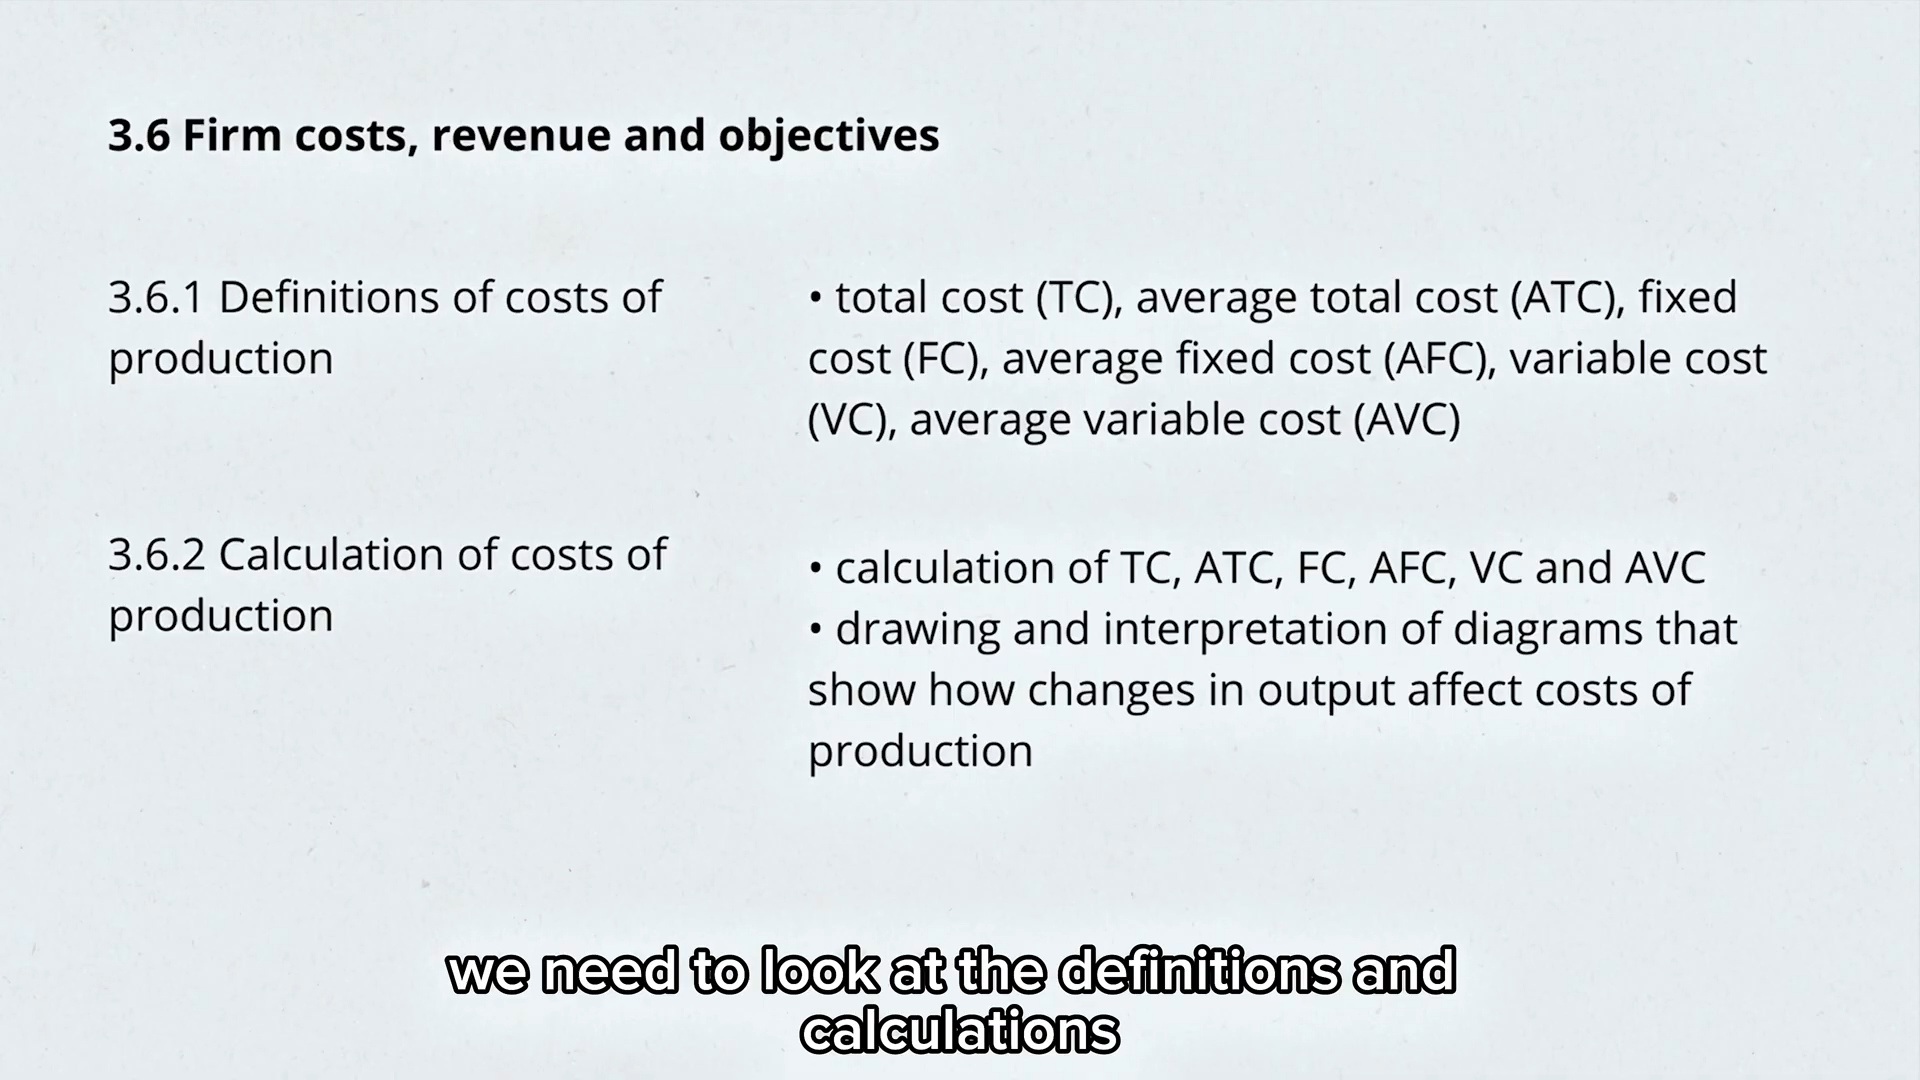 3.6 Firm costs, revenue and objectives
3.6.1 Definitions of costs of
production
• total cost (TC), average total cost (ATC), fixed
cost (FC), average fixed cost (AFC), variable cost
(VC), average variable cost (AVC)
3.6.2 Calculation of costs of
production
• calculation of TC, ATC, FC, AFC, VC and AVC
• drawing and interpretation of diagrams that
show how changes in output affect costs of
production
we need to look at the definitions and
calculations